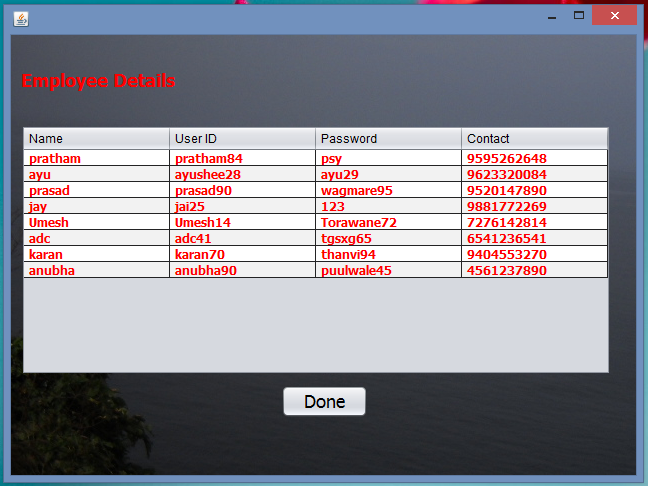 Employee Details
Name User ID Password Contact
pratham pratham84 psy 9595262648
ayu ayushee28 ayu29 9623320084
prasad prasad90 wagmare95 9520147890
jay jai25 123 9881772269
Umesh Umesh14 Torawane72 7276142814
adc adc41 tgsxg65 6541236541
karan karan70 thanvi94 9404553270
anubha anubha90 puulwale45 4561237890
Done